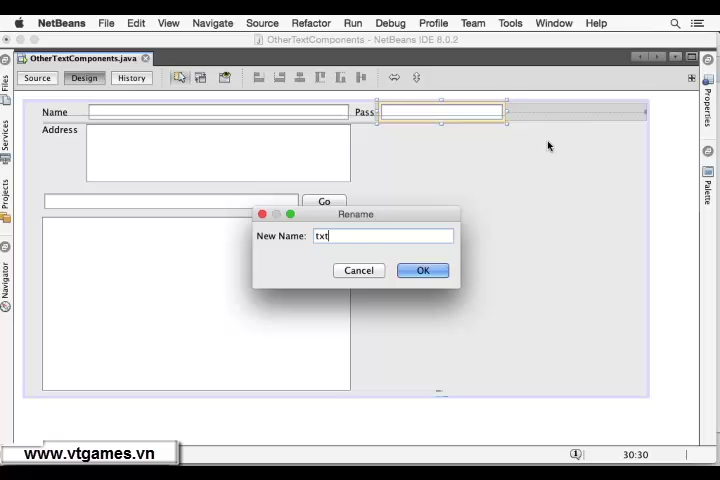 NetBeans File Edit View Navigate Source Refactor Run Debug Profile Team Tools Window Help
OtherTextComponents - NetBeans IDE 8.0.2
OtherTextComponents.java
Source Design History
Files
Services
Projects
Navigator
Properties
Palette
Name Pass
Address
Go
Rename
New Name: txt
Cancel OK
www.vtgames.vn
30:30